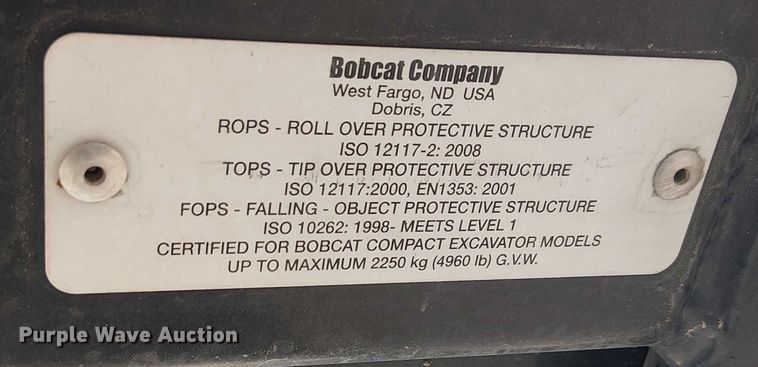 Bobcat Company
West Fargo, ND USA
Dobris, CZ
ROPS - ROLL OVER PROTECTIVE STRUCTURE
ISO 12117-2: 2008
TOPS - TIP OVER PROTECTIVE STRUCTURE
ISO 12117:2000, EN1353: 2001
FOPS - FALLING - OBJECT PROTECTIVE STRUCTURE
ISO 10262: 1998- MEETS LEVEL 1
CERTIFIED FOR BOBCAT COMPACT EXCAVATOR MODELS
UP TO MAXIMUM 2250 kg (4960 lb) G.V.W.
Purple Wave Auction